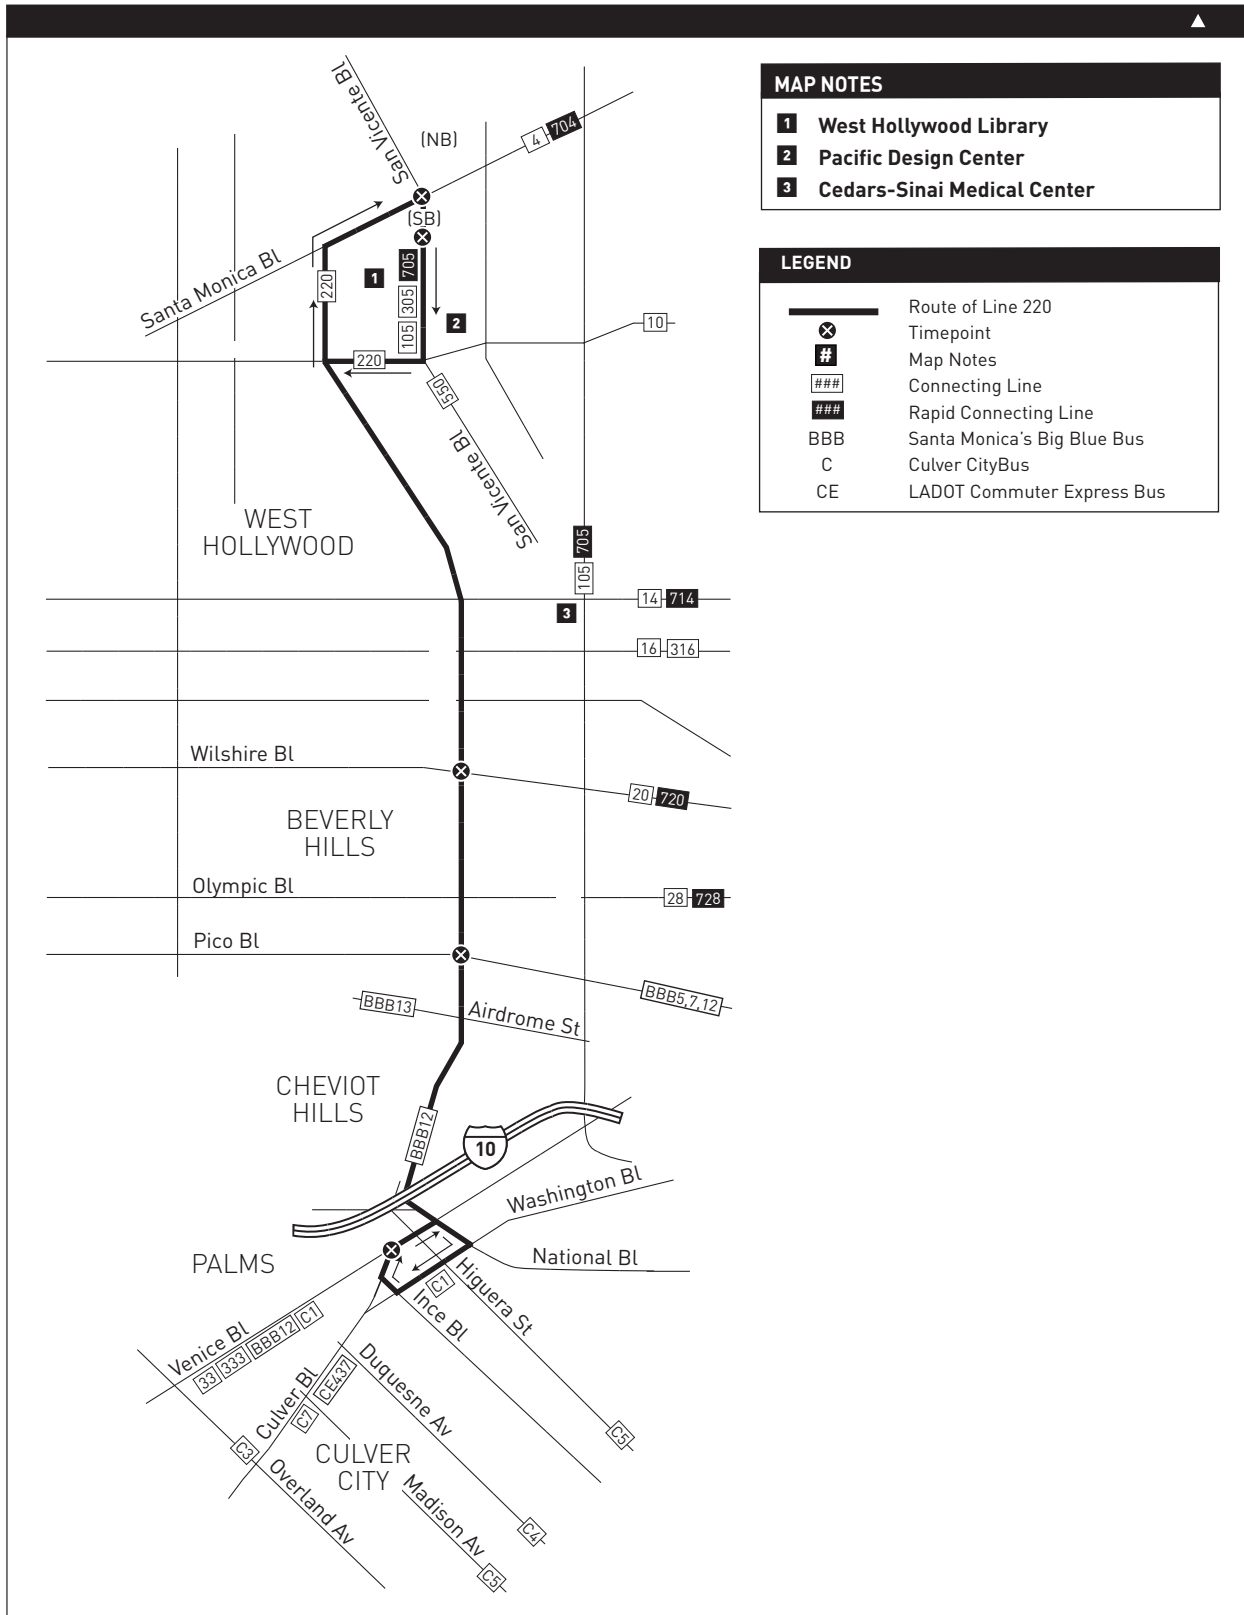 MAP NOTES
1 West Hollywood Library
2 Pacific Design Center
3 Cedars-Sinai Medical Center
LEGEND
Route of Line 220
Timepoint
# Map Notes
### Connecting Line
### Rapid Connecting Line
BBB Santa Monica's Big Blue Bus
C Culver CityBus
CE LADOT Commuter Express Bus
San Vicente Bl
(NB)
4 704
(SB)
Santa Monica Bl
220
1
705
305
105
2
10
220
550
San Vicente Bl
WEST
HOLLYWOOD
705
105
14 714
3
16 316
Wilshire Bl
20 720
BEVERLY
HILLS
Olympic Bl
28 728
Pico Bl
BBB5,7,12
BBB13
Airdrome St
CHEVIOT
HILLS
BBB12
10
Washington Bl
PALMS
National Bl
Higuera St
C1
Ince Bl
Venice Bl
33 333 BBB12 C1
Duquesne Av
CE437
Culver Bl
C7
C5
C3
CULVER
CITY
Overland Av
Madison Av
C4
C5